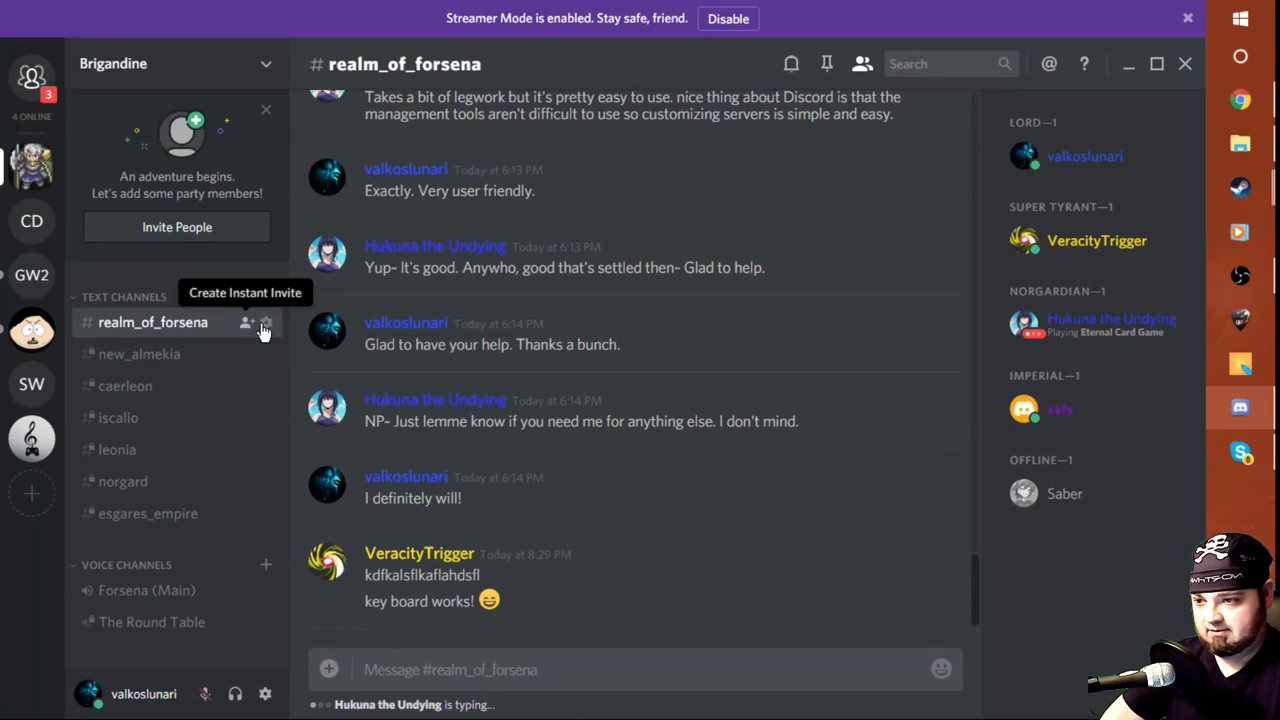 Streamer Mode is enabled. Stay safe, friend.
Disable
3
4 ONLINE
CD
GW2
SW
Brigandine
An adventure begins.
Let's add some party members!
Invite People
TEXT CHANNELS
Create Instant Invite
# realm_of_forsena
# new_almekia
# caerleon
# iscalio
# leonia
# norgard
# esgares_empire
VOICE CHANNELS
Forsena (Main)
The Round Table
valkoslunari
# realm_of_forsena
Search
Takes a bit of legwork but it's pretty easy to use. nice thing about Discord is that the
management tools aren't difficult to use so customizing servers is simple and easy.
valkoslunari Today at 6:13 PM
Exactly. Very user friendly.
Hukuna the Undying Today at 6:13 PM
Yup~ It's good. Anywho, good that's settled then~ Glad to help.
valkoslunari Today at 6:14 PM
Glad to have your help. Thanks a bunch.
Hukuna the Undying Today at 6:14 PM
NP~ Just lemme know if you need me for anything else. I don't mind.
valkoslunari Today at 6:14 PM
I definitely will!
VeracityTrigger Today at 8:29 PM
kdfkalsflkaflahdsfl
key board works!
Message #realm_of_forsena
Hukuna the Undying is typing...
LORD—1
valkoslunari
SUPER TYRANT—1
VeracityTrigger
NORGARDIAN—1
Hukuna the Undying
Playing Eternal Card Game
IMPERIAL—1
xkfs
OFFLINE—1
Saber